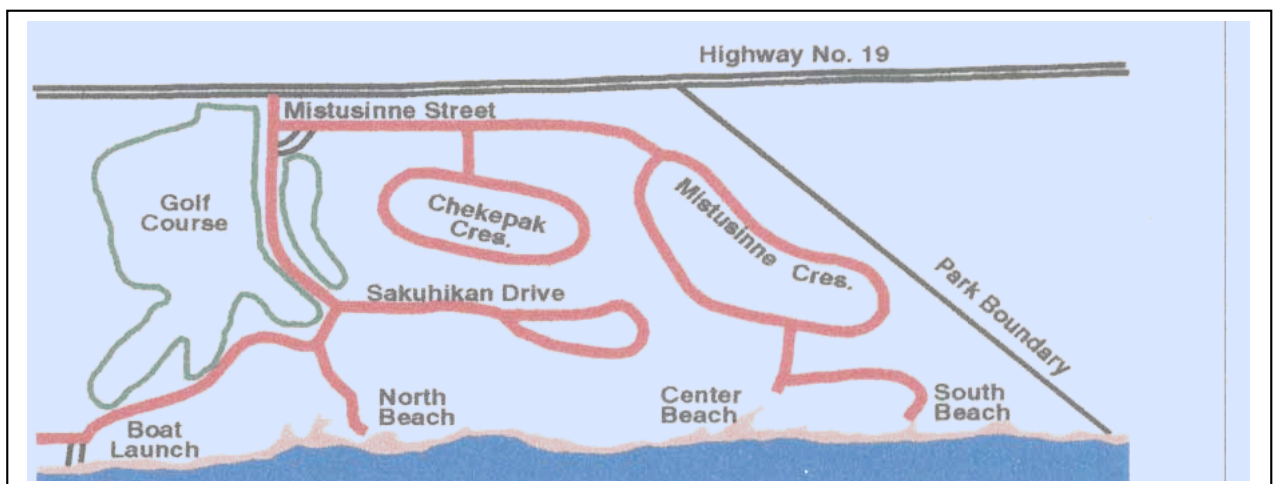 Highway No. 19
Mistusinne Street
Golf
Course
Chekepak
Cres.
Mistusinne Cres.
Sakuhikan Drive
Park Boundary
North
Beach
Center
Beach
South
Beach
Boat
Launch